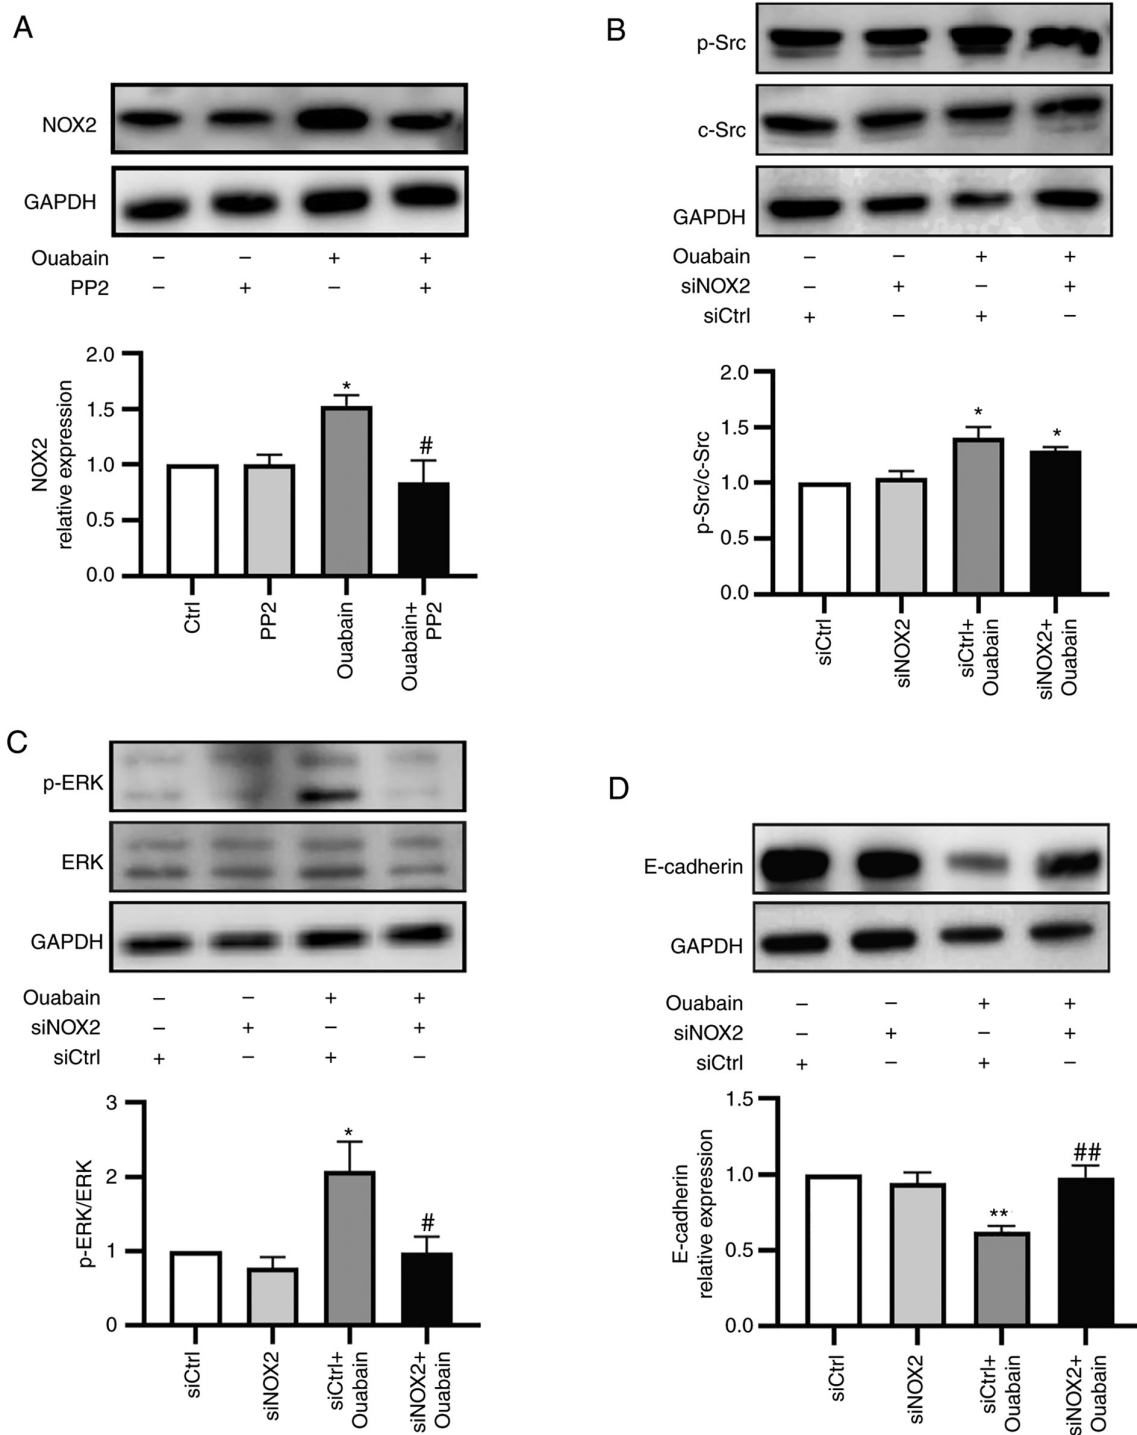 A
NOX2
GAPDH
Ouabain – – + +
PP2 – + – +
2.0
1.5
1.0
0.5
0.0
NOX2
relative expression
*
#
Ctrl
PP2
Ouabain
Ouabain+
PP2
B
p-Src
c-Src
GAPDH
Ouabain – – + +
siNOX2 – + – +
siCtrl + – + –
2.0
1.5
1.0
0.5
0.0
p-Src/c-Src
*
*
siCtrl
siNOX2
siCtrl+
Ouabain
siNOX2+
Ouabain
C
p-ERK
ERK
GAPDH
Ouabain – – + +
siNOX2 – + – +
siCtrl + – + –
3
2
1
0
p-ERK/ERK
*
#
siCtrl
siNOX2
siCtrl+
Ouabain
siNOX2+
Ouabain
D
E-cadherin
GAPDH
Ouabain – – + +
siNOX2 – + – +
siCtrl + – + –
1.5
1.0
0.5
0.0
E-cadherin
relative expression
**
##
siCtrl
siNOX2
siCtrl+
Ouabain
siNOX2+
Ouabain